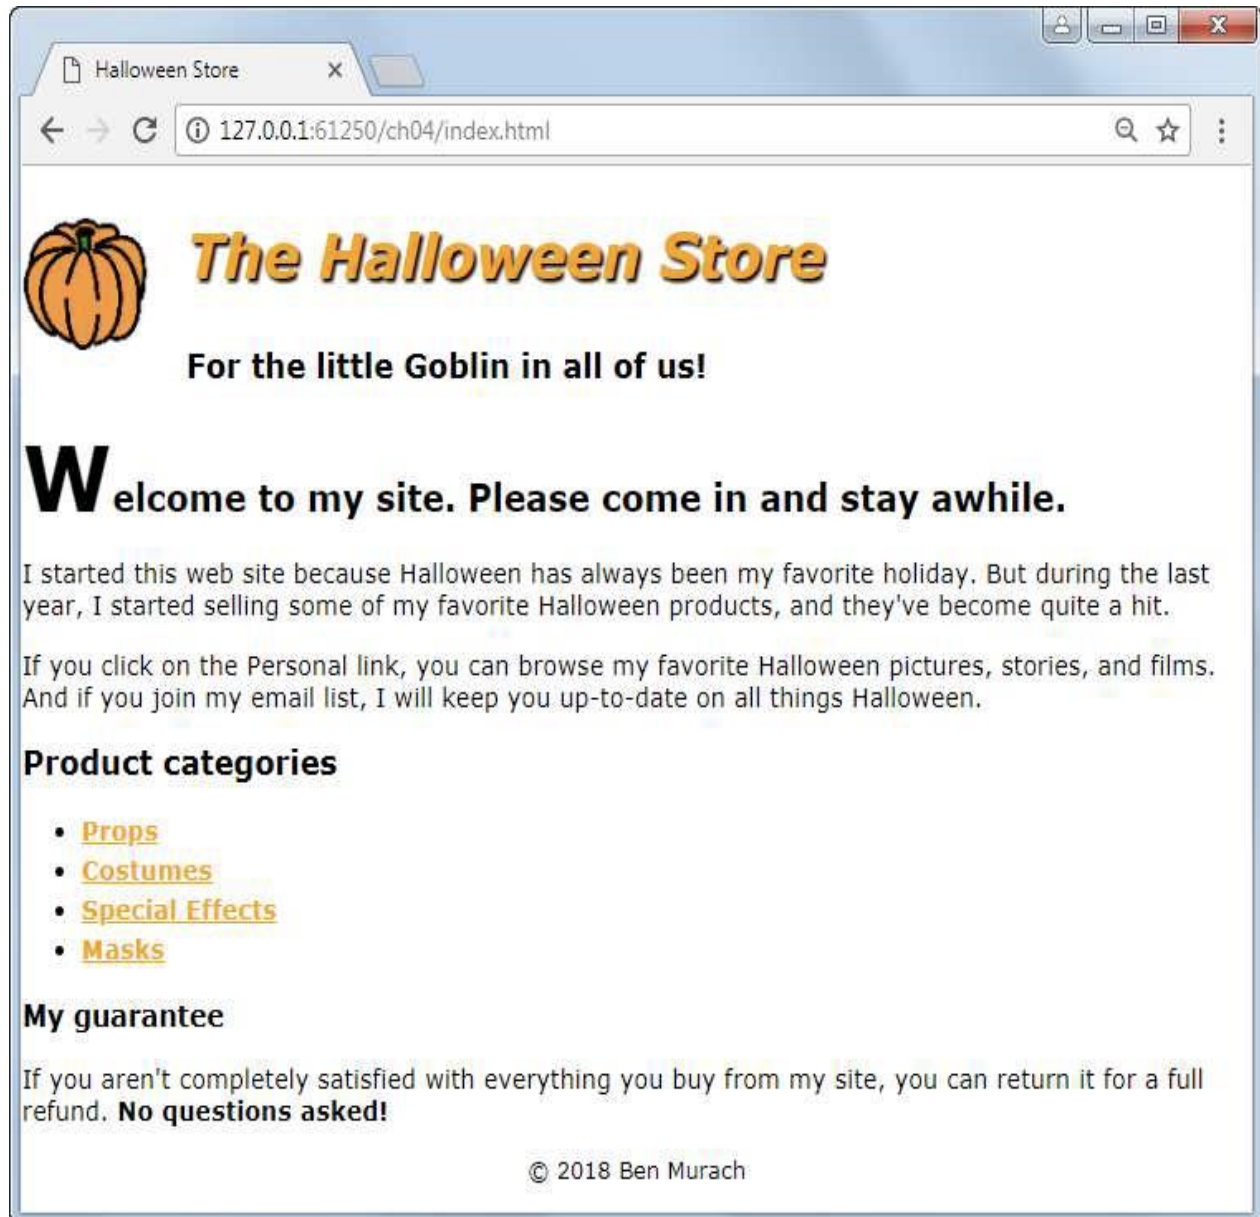 Halloween Store
127.0.0.1:61250/ch04/index.html
The Halloween Store
For the little Goblin in all of us!
Welcome to my site. Please come in and stay awhile.
I started this web site because Halloween has always been my favorite holiday. But during the last
year, I started selling some of my favorite Halloween products, and they've become quite a hit.
If you click on the Personal link, you can browse my favorite Halloween pictures, stories, and films.
And if you join my email list, I will keep you up-to-date on all things Halloween.
Product categories
• Props
• Costumes
• Special Effects
• Masks
My guarantee
If you aren't completely satisfied with everything you buy from my site, you can return it for a full
refund. No questions asked!
© 2018 Ben Murach